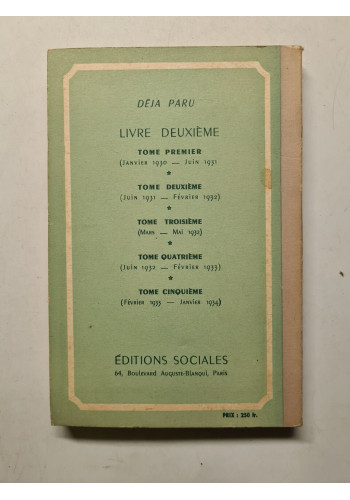 DÉJA PARU
LIVRE DEUXIÈME
TOME PREMIER
(Janvier 1930 — Juin 1931
★
TOME DEUXIÈME
(Juin 1931 — Février 1932)
★
TOME TROISIÈME
(Mars — Mai 1932)
★
TOME QUATRIÈME
(Juin 1932 — Février 1933)
★
TOME CINQUIÈME
(Février 1933 — Janvier 1934)
ÉDITIONS SOCIALES
64, Boulevard Auguste-Blanqui, Paris
PRIX : 250 fr.